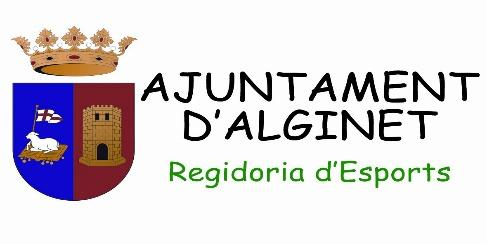 AJUNTAMENT
D'ALGINET
Regidoria d'Esports